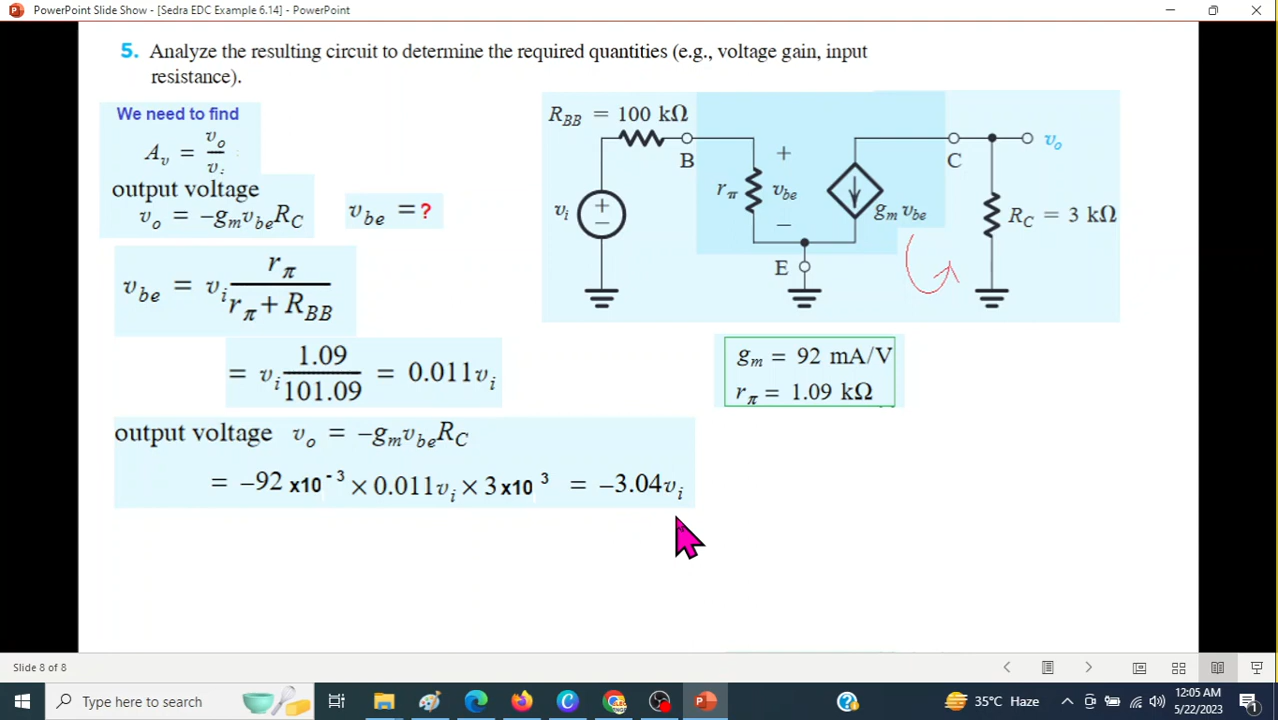 PowerPoint Slide Show - [Sedra EDC Example 6.14] - PowerPoint
5. Analyze the resulting circuit to determine the required quantities (e.g., voltage gain, input
resistance).
We need to find
A_v = v_o / v_i
output voltage
v_o = −g_m v_be R_C
v_be = ?
v_be = v_i r_π / (r_π + R_BB)
= v_i 1.09 / 101.09 = 0.011v_i
output voltage v_o = −g_m v_be R_C
= −92 x10^-3 × 0.011v_i × 3 x10^3 = −3.04v_i
R_BB = 100 kΩ
B
C
v_o
v_i
+
−
r_π
+
v_be
−
g_m v_be
R_C = 3 kΩ
E
g_m = 92 mA/V
r_π = 1.09 kΩ
Slide 8 of 8
Type here to search
35°C Haze
12:05 AM
5/22/2023
1